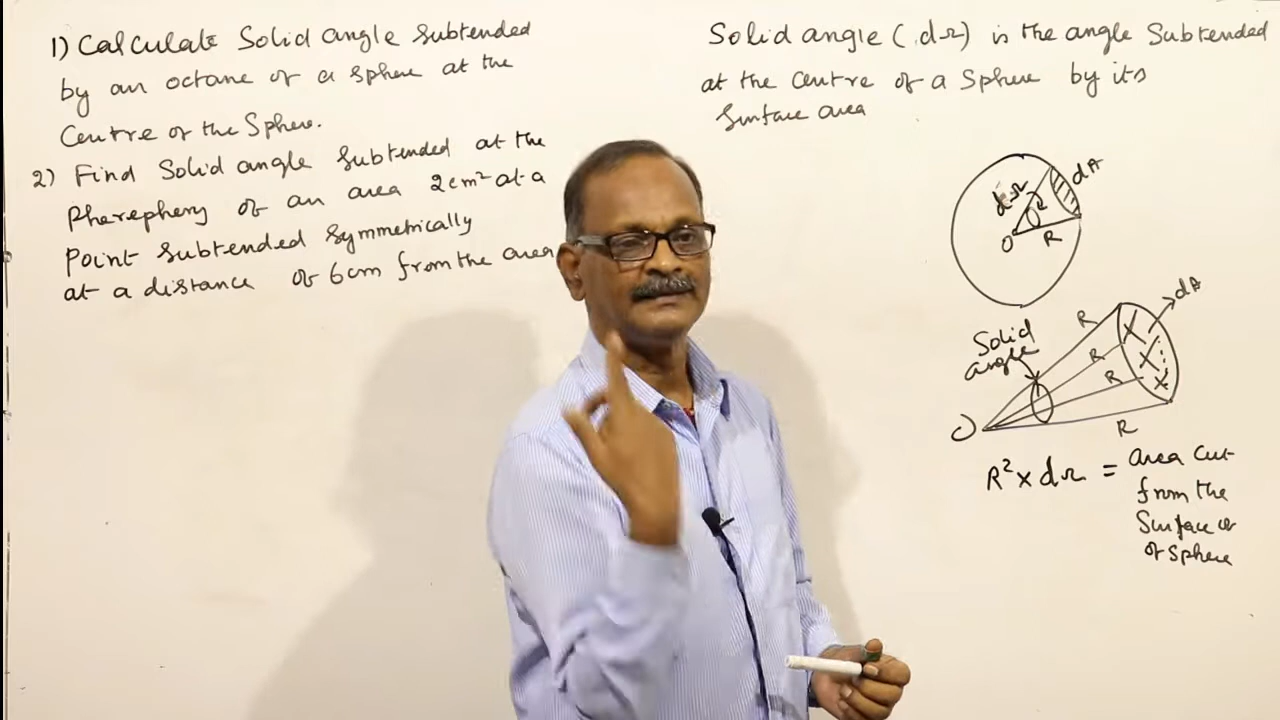 1) Calculate Solid angle Subtended
by an octane of a sphere at the
Centre of the Sphere.
2) Find Solid angle Subtended at the
Pherephery of an area 2cm² at a
Point Subtended Symmetrically
at a distance of 6cm from the area
Solid angle (dΩ) is the angle Subtended
at the centre of a Sphere by its
Surface area
dΩ
dA
O
R
dA
Solid
angle
R
R
R
R
O
R² x dΩ = area cut
from the
Surface
of Sphere